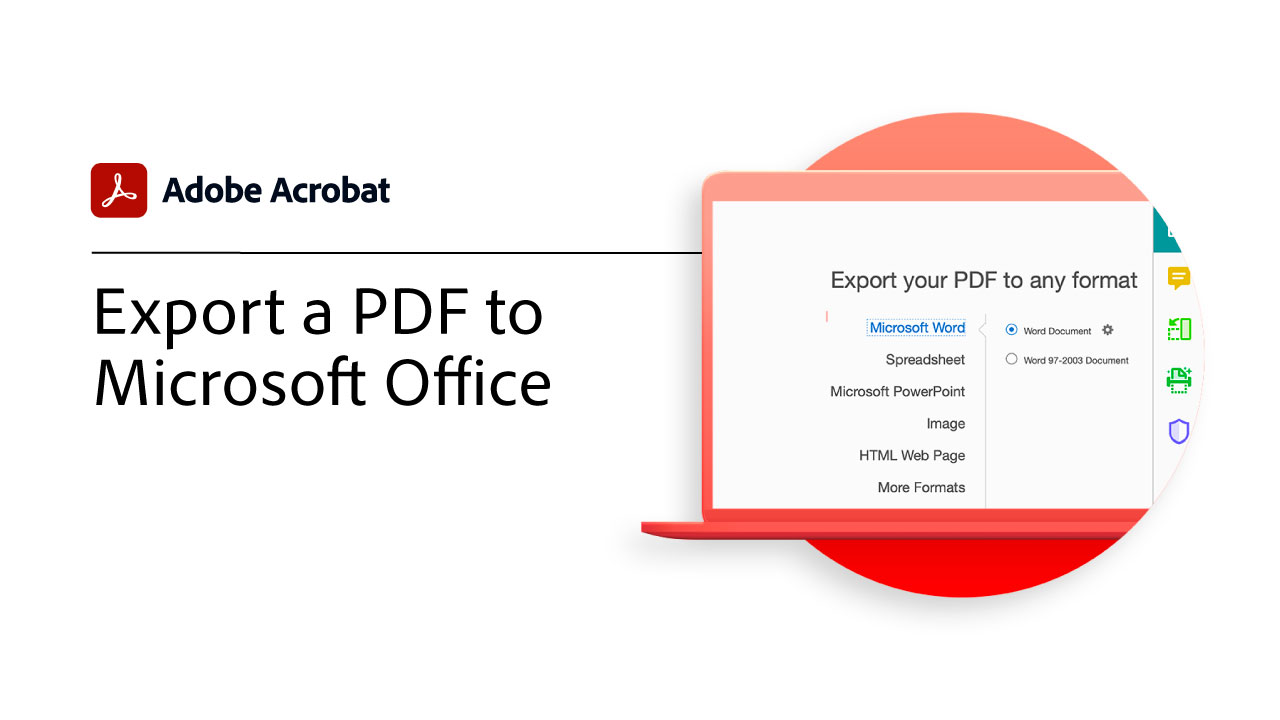 Adobe Acrobat
Export a PDF to
Microsoft Office
Export your PDF to any format
Microsoft Word
Spreadsheet
Microsoft PowerPoint
Image
HTML Web Page
More Formats
Word Document
Word 97-2003 Document